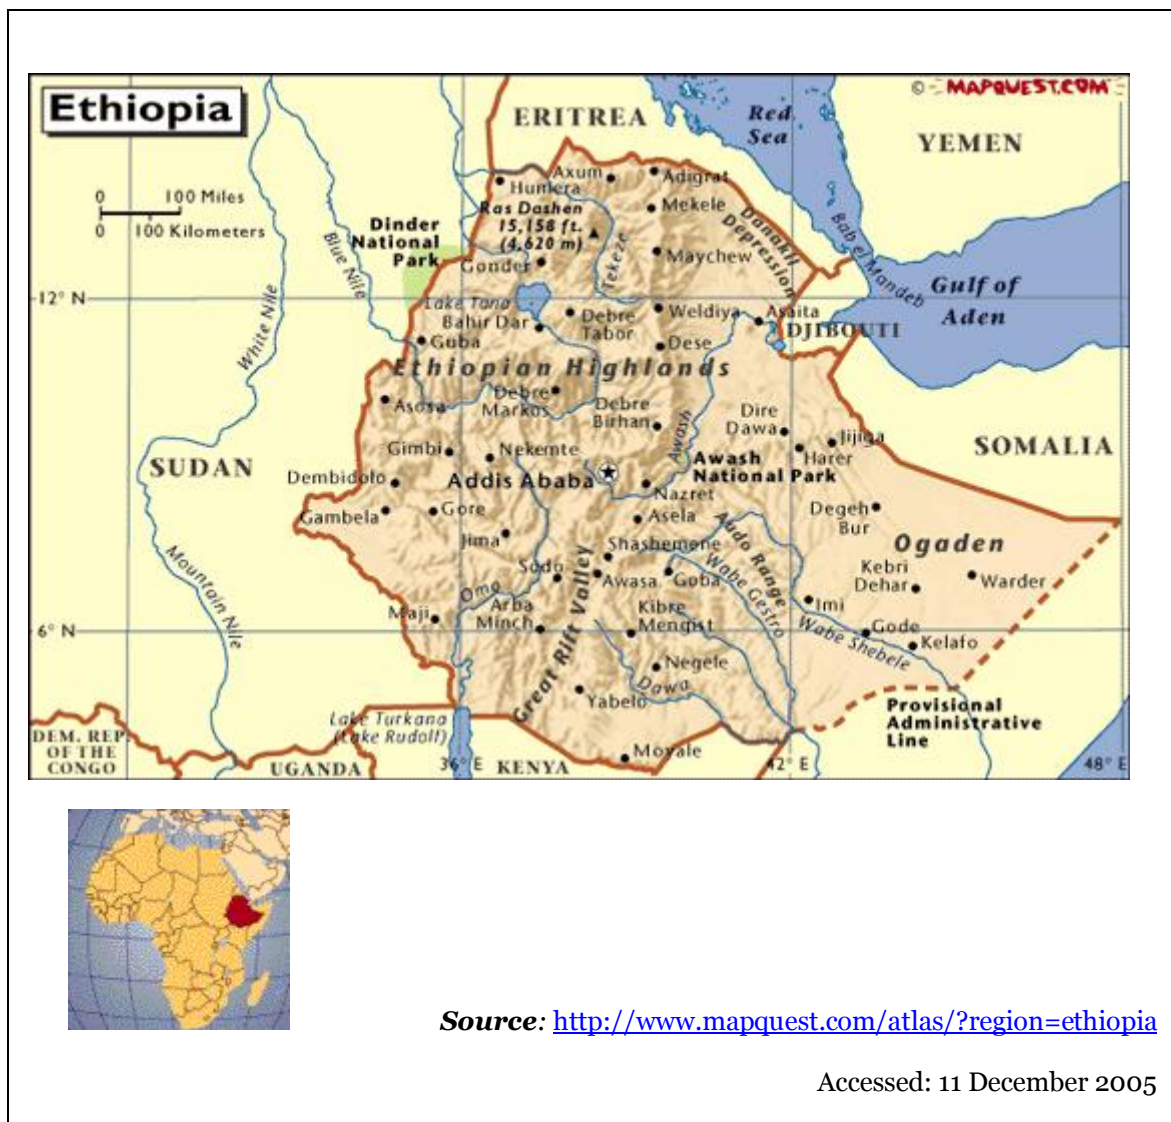 © MAPQUEST.COM
Ethiopia
ERITREA
Red
Sea
YEMEN
0 100 Miles
0 100 Kilometers
Humera
Axum
Adigrat
Ras Dashen
15,158 ft.
(4,620 m)
Mekele
Dinder
National
Park
Danakil
Depression
Bab el Mandeb
Blue Nile
White Nile
Gonder
Tekeze
Maychew
Gulf of
Aden
12° N
Lake Tana
Bahir Dar
Debre
Tabor
Weldiya
Asaita
DJIBOUTI
Guba
Dese
Ethiopian Highlands
Asosa
Debre
Markos
Debre
Birhan
Awash
Dire
Dawa
Jijiga
Harer
SOMALIA
SUDAN
Gimbi
Nekemte
Addis Ababa
Awash
National Park
Dembidolo
Nazret
Gambela
Gore
Asela
Degeh
Bur
Jima
Shashemone
Audo Range
Ogaden
Mountain Nile
Sodo
Awasa
Goba
Wabe Gestro
Kebri
Dehar
Warder
Omo
Great Rift Valley
Imi
Maji
Arba
Minch
Kibre
Mengist
Gode
Wabe Shebele
Kelafo
6° N
Negele
Dawa
Yabelo
Provisional
Administrative
Line
Lake Turkana
(Lake Rudolf)
DEM. REP.
OF THE
CONGO
UGANDA
36° E
KENYA
Moyale
42° E
48° E
Source: http://www.mapquest.com/atlas/?region=ethiopia
Accessed: 11 December 2005